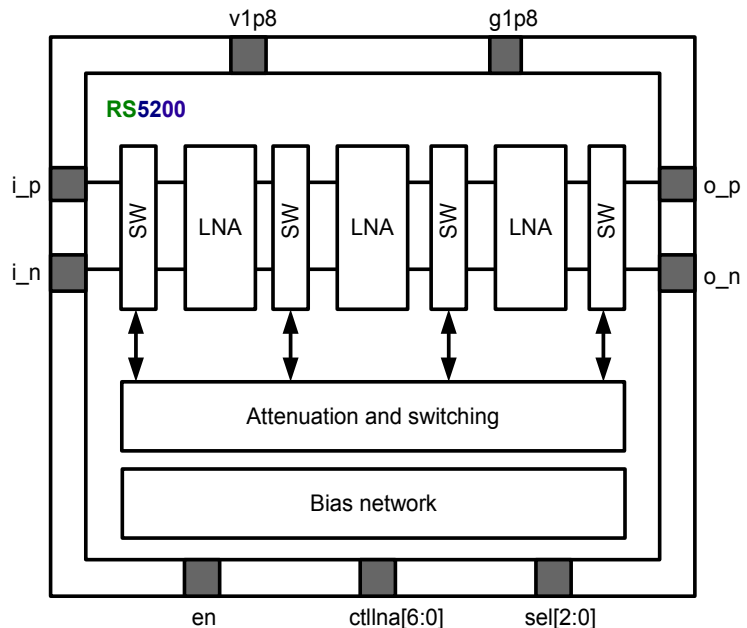 v1p8 g1p8
RS5200
i_p o_p
SW LNA SW LNA SW LNA SW
i_n o_n
Attenuation and switching
Bias network
en ctllna[6:0] sel[2:0]